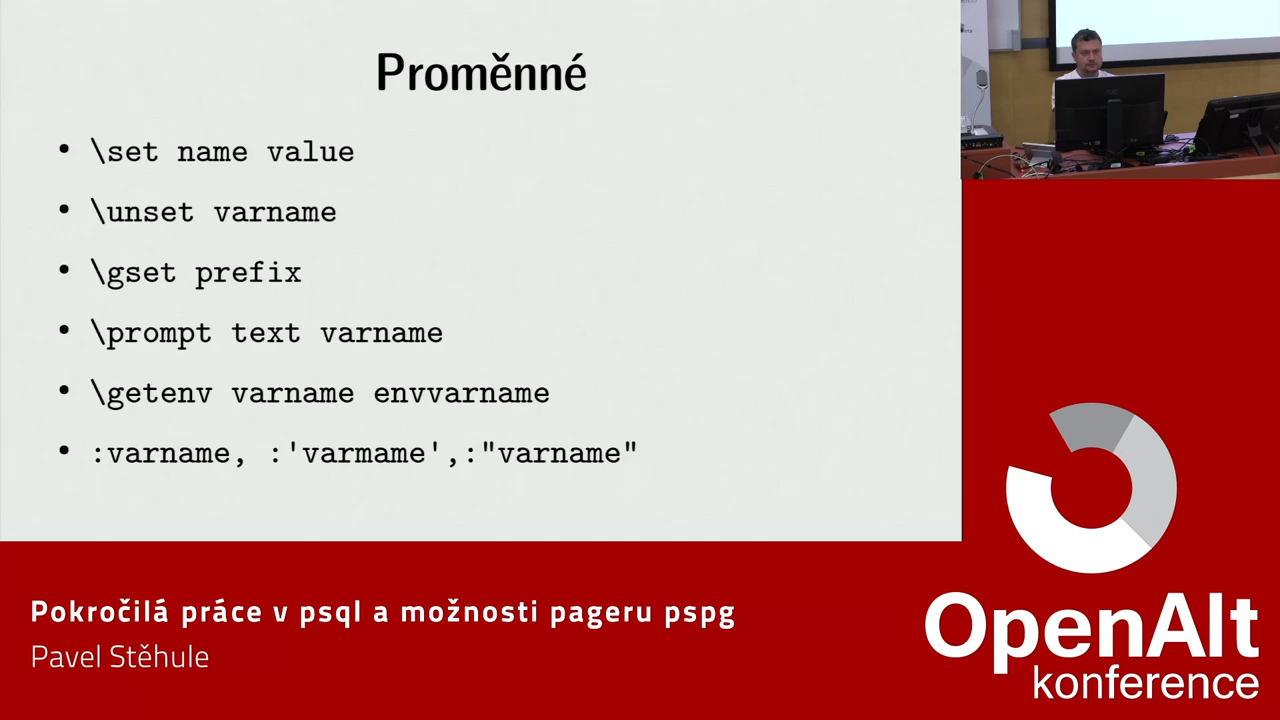 Proměnné
• \set name value
• \unset varname
• \gset prefix
• \prompt text varname
• \getenv varname envvarname
• :varname, :'varmame',:"varname"
Pokročilá práce v psql a možnosti pageru pspg
Pavel Stěhule
OpenAlt
konference